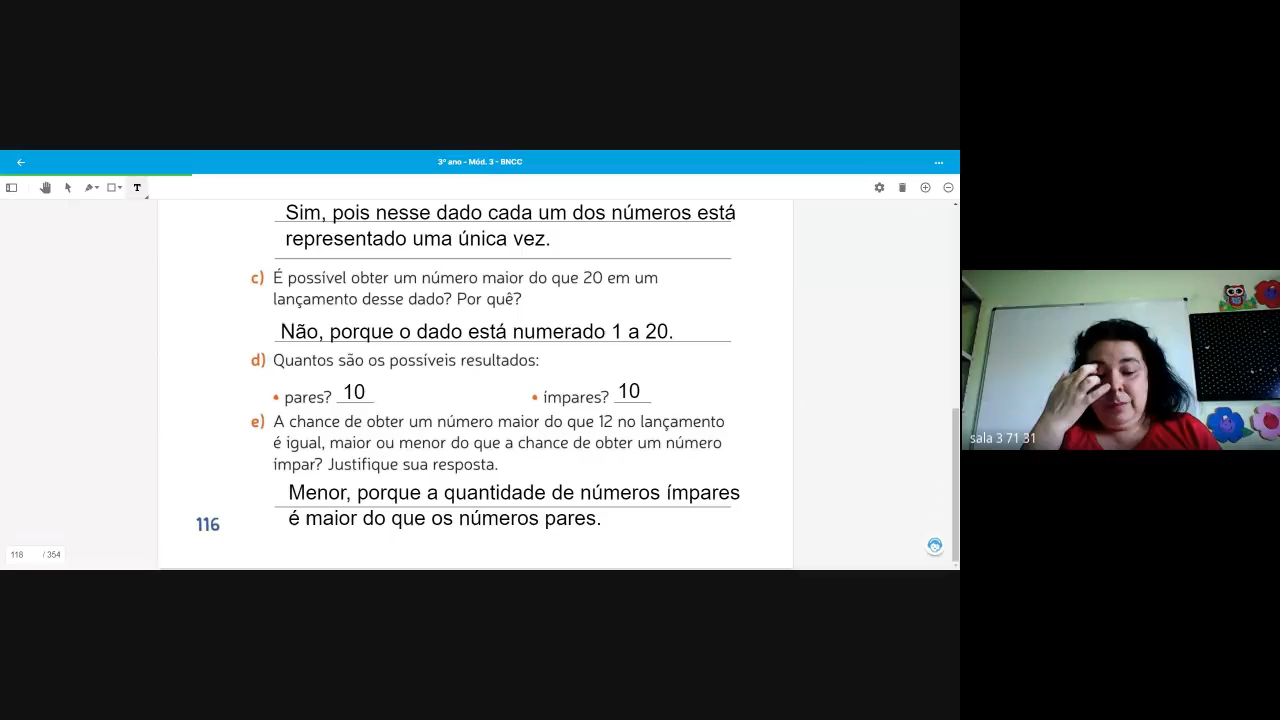 3º ano - Mód. 3 - BNCC
T
Sim, pois nesse dado cada um dos números está
representado uma única vez.
c) É possível obter um número maior do que 20 em um
lançamento desse dado? Por quê?
Não, porque o dado está numerado 1 a 20.
d) Quantos são os possíveis resultados:
• pares? 10 • ímpares? 10
e) A chance de obter um número maior do que 12 no lançamento
é igual, maior ou menor do que a chance de obter um número
ímpar? Justifique sua resposta.
Menor, porque a quantidade de números ímpares
é maior do que os números pares.
116
118 / 354
sala 3 71 31